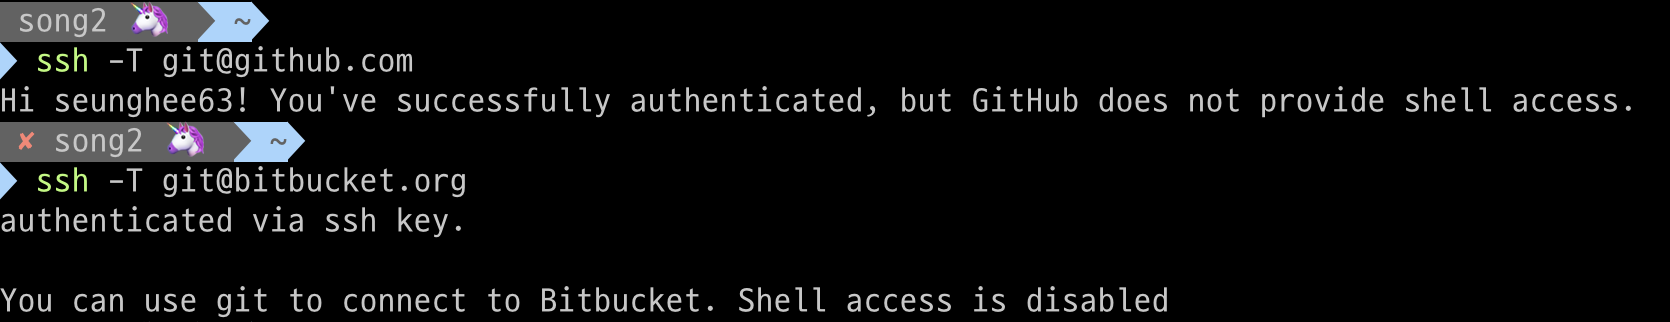 song2 🦄 ~
ssh -T git@github.com
Hi seunghee63! You've successfully authenticated, but GitHub does not provide shell access.
✘ song2 🦄 ~
ssh -T git@bitbucket.org
authenticated via ssh key.
You can use git to connect to Bitbucket. Shell access is disabled